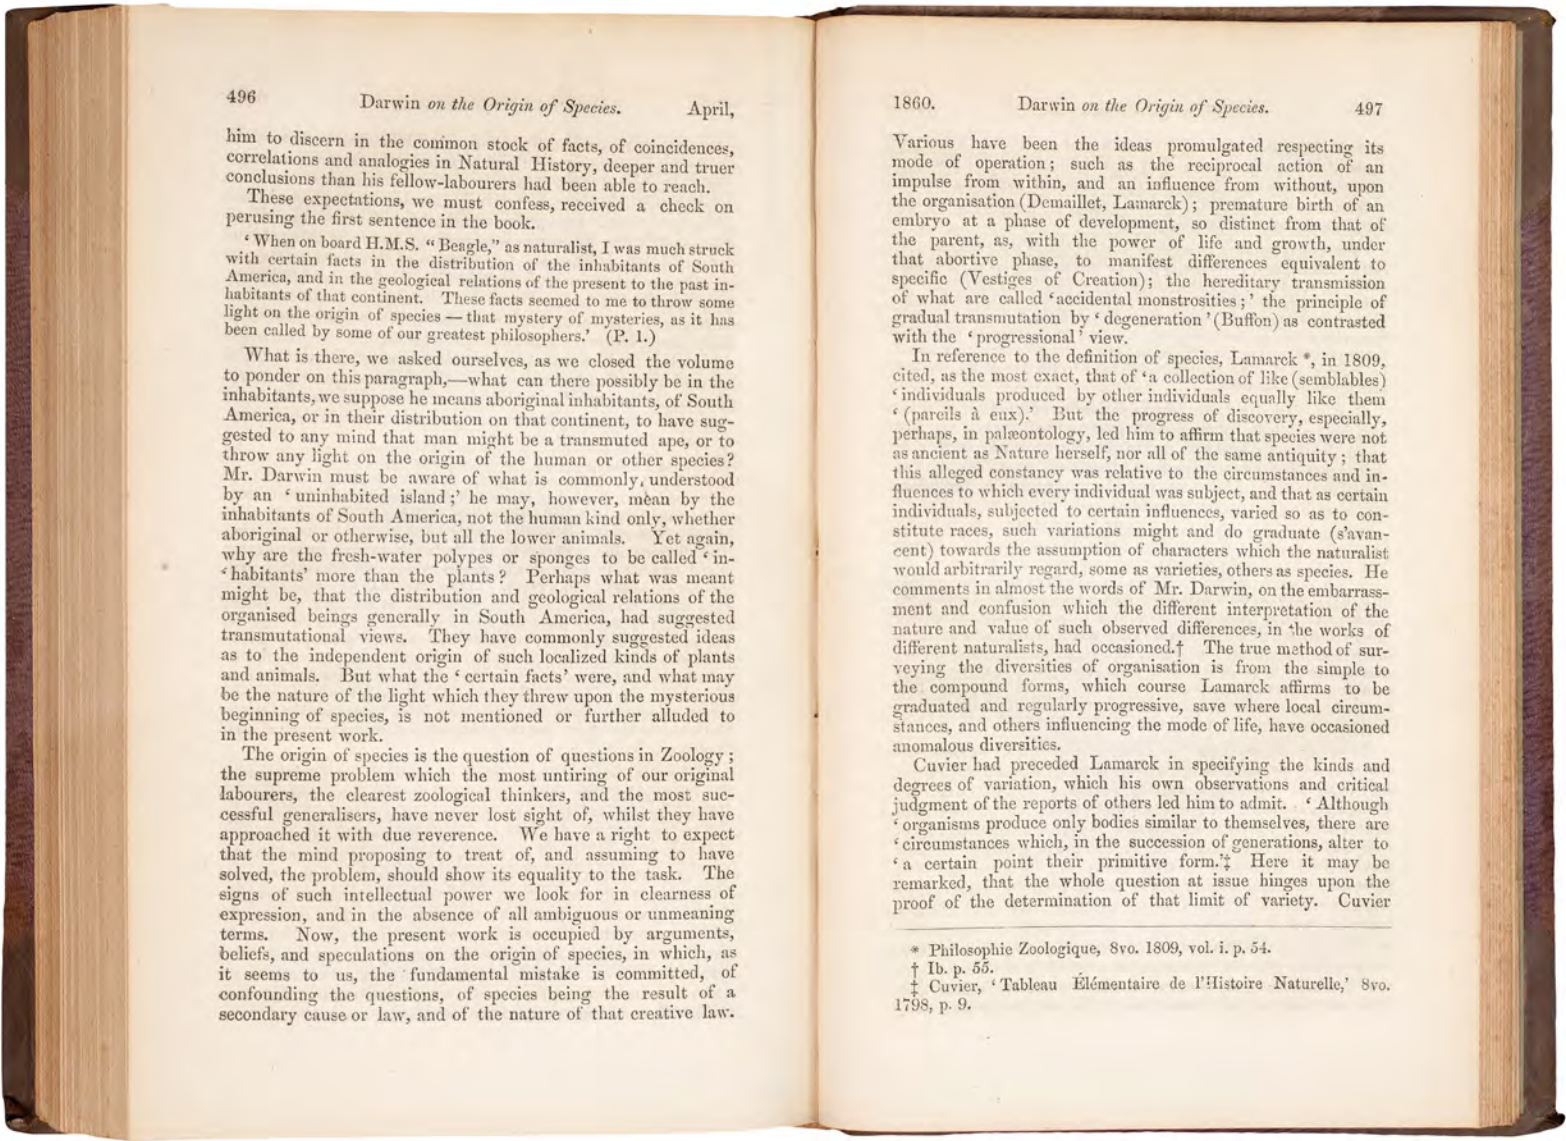 496 Darwin on the Origin of Species. April,
him to discern in the common stock of facts, of coincidences,
correlations and analogies in Natural History, deeper and truer
conclusions than his fellow-labourers had been able to reach.
These expectations, we must confess, received a check on
perusing the first sentence in the book.
‘ When on board H.M.S. “ Beagle,” as naturalist, I was much struck
with certain facts in the distribution of the inhabitants of South
America, and in the geological relations of the present to the past in-
habitants of that continent. These facts seemed to me to throw some
light on the origin of species — that mystery of mysteries, as it has
been called by some of our greatest philosophers.’ (P. 1.)
What is there, we asked ourselves, as we closed the volume
to ponder on this paragraph,—what can there possibly be in the
inhabitants, we suppose he means aboriginal inhabitants, of South
America, or in their distribution on that continent, to have sug-
gested to any mind that man might be a transmuted ape, or to
throw any light on the origin of the human or other species?
Mr. Darwin must be aware of what is commonly, understood
by an ‘ uninhabited island ;’ he may, however, mean by the
inhabitants of South America, not the human kind only, whether
aboriginal or otherwise, but all the lower animals. Yet again,
why are the fresh-water polypes or sponges to be called ‘ in-
‘ habitants’ more than the plants ? Perhaps what was meant
might be, that the distribution and geological relations of the
organised beings generally in South America, had suggested
transmutational views. They have commonly suggested ideas
as to the independent origin of such localized kinds of plants
and animals. But what the ‘ certain facts’ were, and what may
be the nature of the light which they threw upon the mysterious
beginning of species, is not mentioned or further alluded to
in the present work.
The origin of species is the question of questions in Zoology ;
the supreme problem which the most untiring of our original
labourers, the clearest zoological thinkers, and the most suc-
cessful generalisers, have never lost sight of, whilst they have
approached it with due reverence. We have a right to expect
that the mind proposing to treat of, and assuming to have
solved, the problem, should show its equality to the task. The
signs of such intellectual power we look for in clearness of
expression, and in the absence of all ambiguous or unmeaning
terms. Now, the present work is occupied by arguments,
beliefs, and speculations on the origin of species, in which, as
it seems to us, the fundamental mistake is committed, of
confounding the questions, of species being the result of a
secondary cause or law, and of the nature of that creative law.
1860. Darwin on the Origin of Species. 497
Various have been the ideas promulgated respecting its
mode of operation ; such as the reciprocal action of an
impulse from within, and an influence from without, upon
the organisation (Demaillet, Lamarck) ; premature birth of an
embryo at a phase of development, so distinct from that of
the parent, as, with the power of life and growth, under
that abortive phase, to manifest differences equivalent to
specific (Vestiges of Creation); the hereditary transmission
of what are called ‘ accidental monstrosities ; ’ the principle of
gradual transmutation by ‘ degeneration ’ (Buffon) as contrasted
with the ‘ progressional ’ view.
In reference to the definition of species, Lamarck *, in 1809,
cited, as the most exact, that of ‘ a collection of like (semblables)
‘ individuals produced by other individuals equally like them
‘ (pareils à eux).’ But the progress of discovery, especially,
perhaps, in palæontology, led him to affirm that species were not
as ancient as Nature herself, nor all of the same antiquity ; that
this alleged constancy was relative to the circumstances and in-
fluences to which every individual was subject, and that as certain
individuals, subjected to certain influences, varied so as to con-
stitute races, such variations might and do graduate (s’avan-
cent) towards the assumption of characters which the naturalist
would arbitrarily regard, some as varieties, others as species. He
comments in almost the words of Mr. Darwin, on the embarrass-
ment and confusion which the different interpretation of the
nature and value of such observed differences, in the works of
different naturalists, had occasioned.† The true method of sur-
veying the diversities of organisation is from the simple to
the compound forms, which course Lamarck affirms to be
graduated and regularly progressive, save where local circum-
stances, and others influencing the mode of life, have occasioned
anomalous diversities.
Cuvier had preceded Lamarck in specifying the kinds and
degrees of variation, which his own observations and critical
judgment of the reports of others led him to admit. ‘ Although
‘ organisms produce only bodies similar to themselves, there are
‘ circumstances which, in the succession of generations, alter to
‘ a certain point their primitive form.’‡ Here it may be
remarked, that the whole question at issue hinges upon the
proof of the determination of that limit of variety. Cuvier
* Philosophie Zoologique, 8vo. 1809, vol. i. p. 54.
† Ib. p. 55.
‡ Cuvier, ‘ Tableau Élémentaire de l’Histoire Naturelle,’ 8vo.
1798, p. 9.